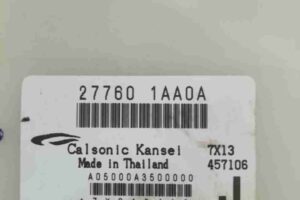 27760 1AA0A
Calsonic Kansei 7X13
Made in Thailand 457106
A05000A3500000